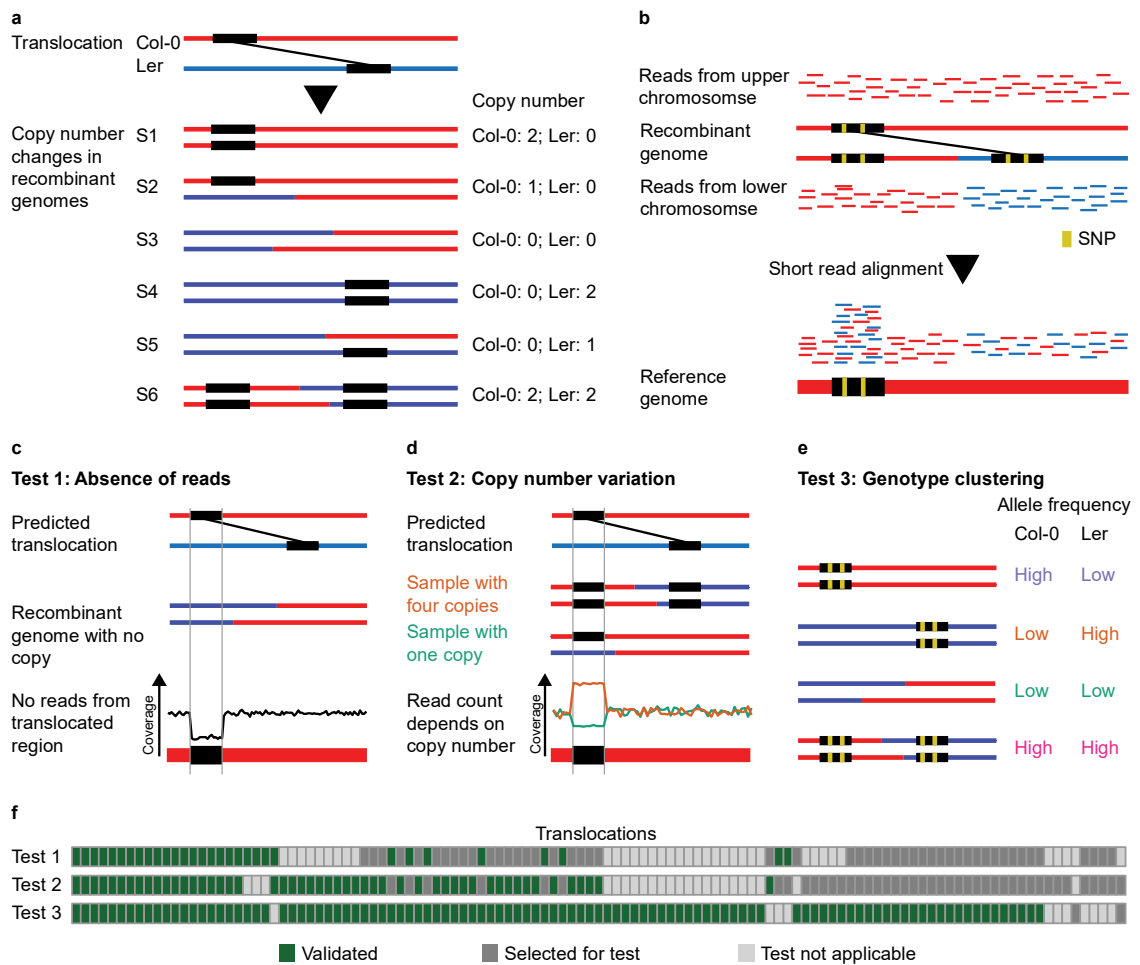 a
Translocation
Col-0
Ler
Copy number
Copy number
changes in
recombinant
genomes
S1
Col-0: 2; Ler: 0
S2
Col-0: 1; Ler: 0
S3
Col-0: 0; Ler: 0
S4
Col-0: 0; Ler: 2
S5
Col-0: 0; Ler: 1
S6
Col-0: 2; Ler: 2
b
Reads from upper
chromosomse
Recombinant
genome
Reads from lower
chromosomse
SNP
Short read alignment
Reference
genome
c
Test 1: Absence of reads
Predicted
translocation
Recombinant
genome with no
copy
No reads from
translocated
region
Coverage
d
Test 2: Copy number variation
Predicted
translocation
Sample with
four copies
Sample with
one copy
Read count
depends on
copy number
Coverage
e
Test 3: Genotype clustering
Allele frequency
Col-0 Ler
High Low
Low High
Low Low
High High
f
Translocations
Test 1
Test 2
Test 3
Validated
Selected for test
Test not applicable